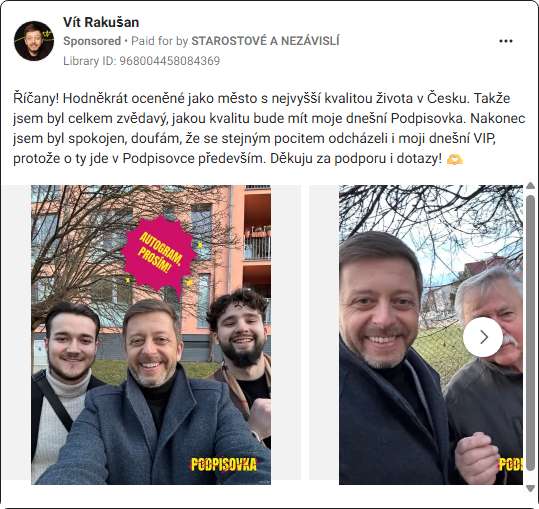 Vít Rakušan
Sponsored • Paid for by STAROSTOVÉ A NEZÁVISLÍ
Library ID: 968004458084369
Říčany! Hodněkrát oceněné jako město s nejvyšší kvalitou života v Česku. Takže
jsem byl celkem zvědavý, jakou kvalitu bude mít moje dnešní Podpisovka. Nakonec
jsem byl spokojen, doufám, že se stejným pocitem odcházeli i moji dnešní VIP,
protože o ty jde v Podpisovce především. Děkuju za podporu i dotazy! 🫶
AUTOGRAM,
PROSÍM!
PODPISOVKA
PODP